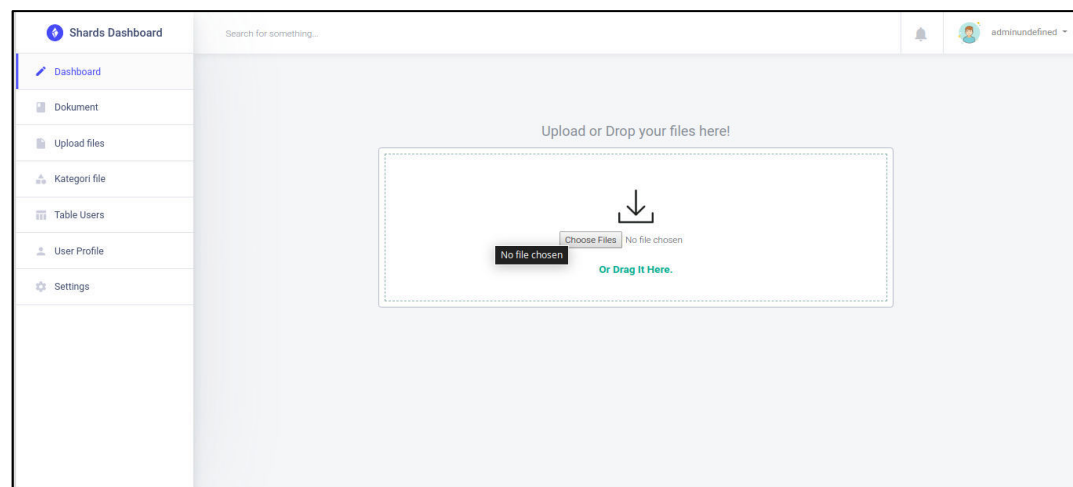 Shards Dashboard
Search for something...
adminundefined
Dashboard
Dokument
Upload files
Kategori file
Table Users
User Profile
Settings
Upload or Drop your files here!
Choose Files No file chosen
No file chosen
Or Drag It Here.